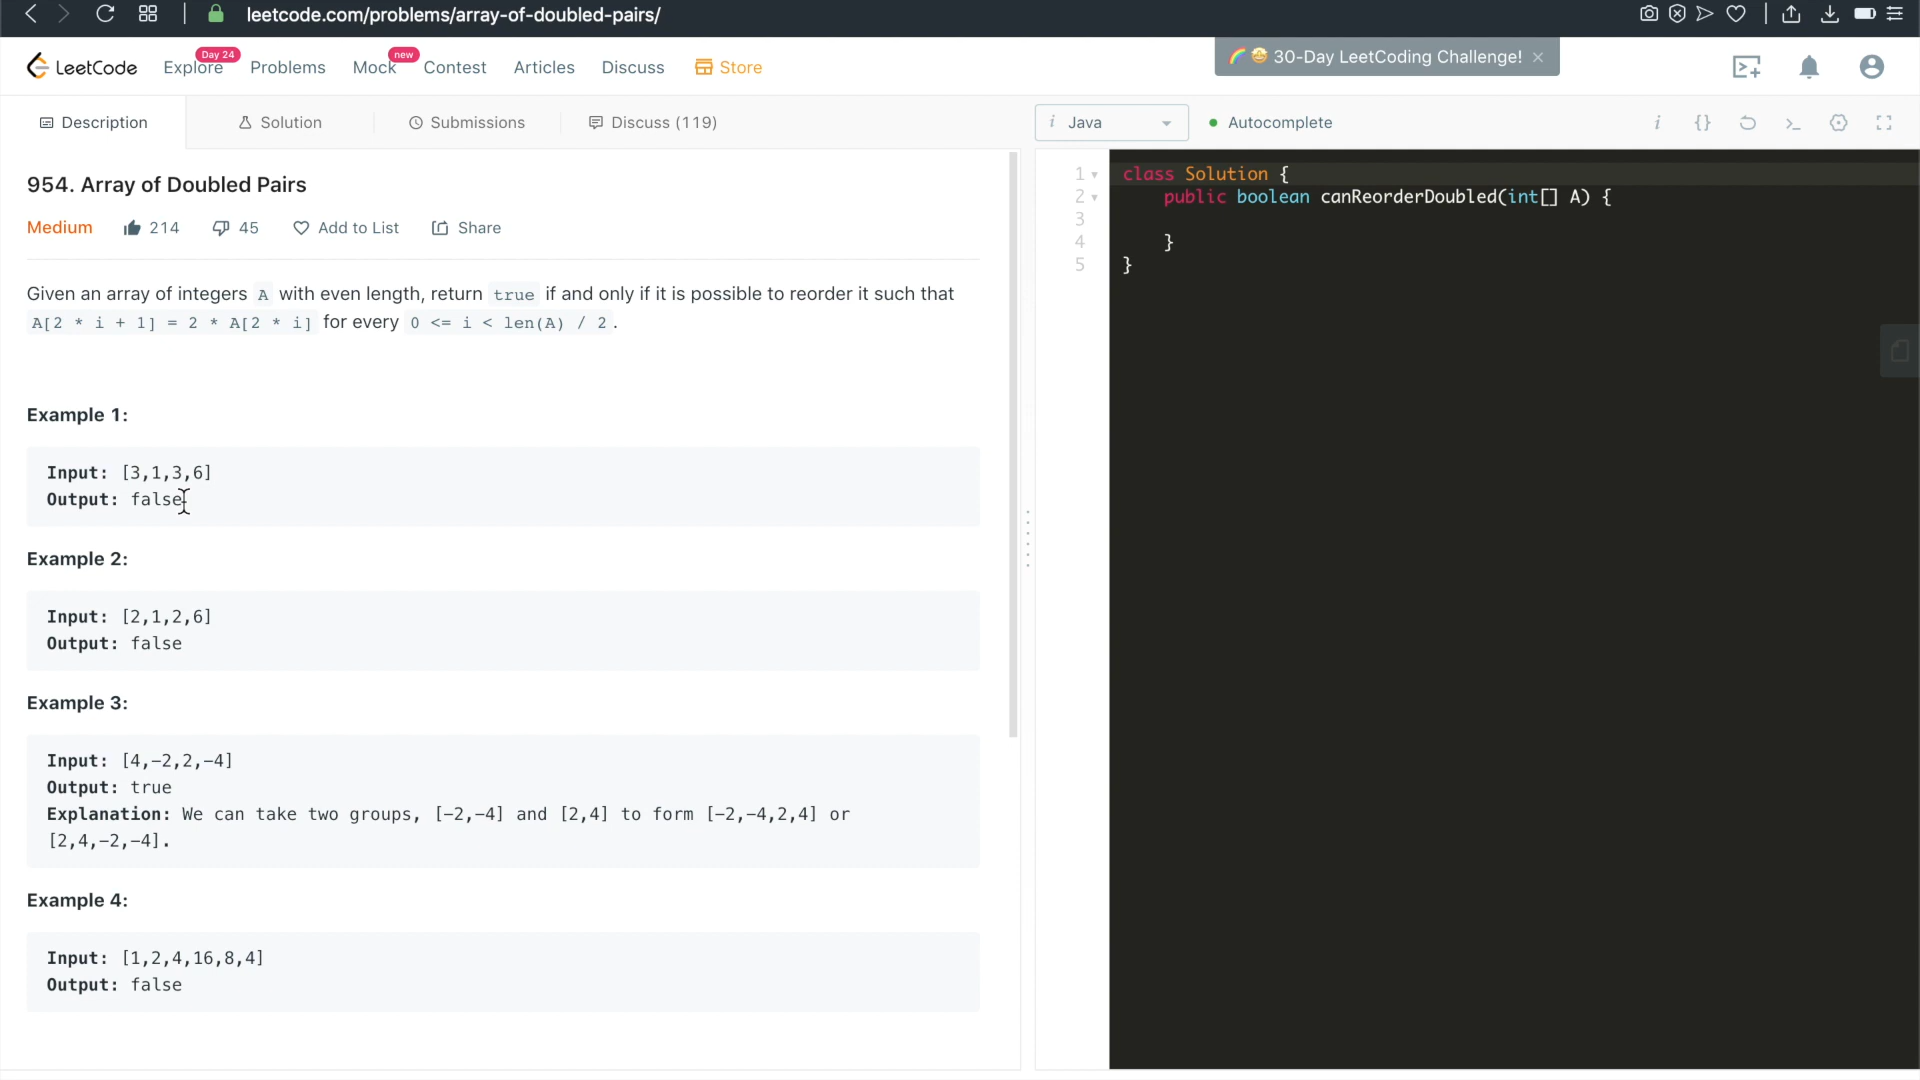 leetcode.com/problems/array-of-doubled-pairs/
LeetCode
Explore
Day 24
Problems
Mock
new
Contest
Articles
Discuss
Store
🌈 🤩 30-Day LeetCoding Challenge! ×
Description
Solution
Submissions
Discuss (119)
i Java
Autocomplete
954. Array of Doubled Pairs
Medium 214 45 Add to List Share
Given an array of integers A with even length, return true if and only if it is possible to reorder it such that
A[2 * i + 1] = 2 * A[2 * i] for every 0 <= i < len(A) / 2.
Example 1:
Input: [3,1,3,6]
Output: false
Example 2:
Input: [2,1,2,6]
Output: false
Example 3:
Input: [4,-2,2,-4]
Output: true
Explanation: We can take two groups, [-2,-4] and [2,4] to form [-2,-4,2,4] or
[2,4,-2,-4].
Example 4:
Input: [1,2,4,16,8,4]
Output: false
1 class Solution {
2 public boolean canReorderDoubled(int[] A) {
3
4 }
5 }